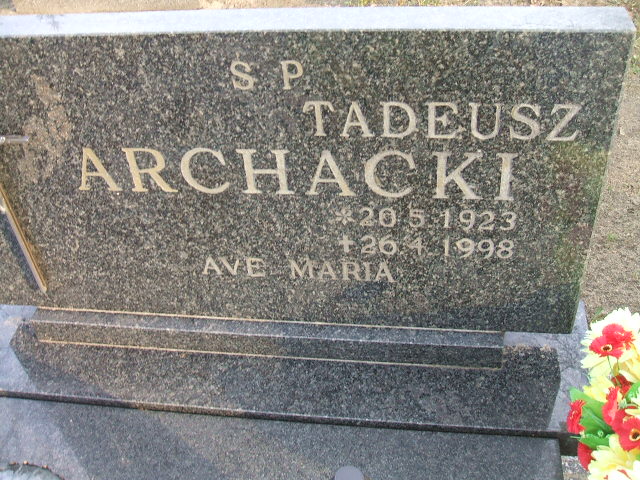 S P
TADEUSZ
ARCHACKI
* 20 5 1923
+ 26 4 1998
AVE MARIA